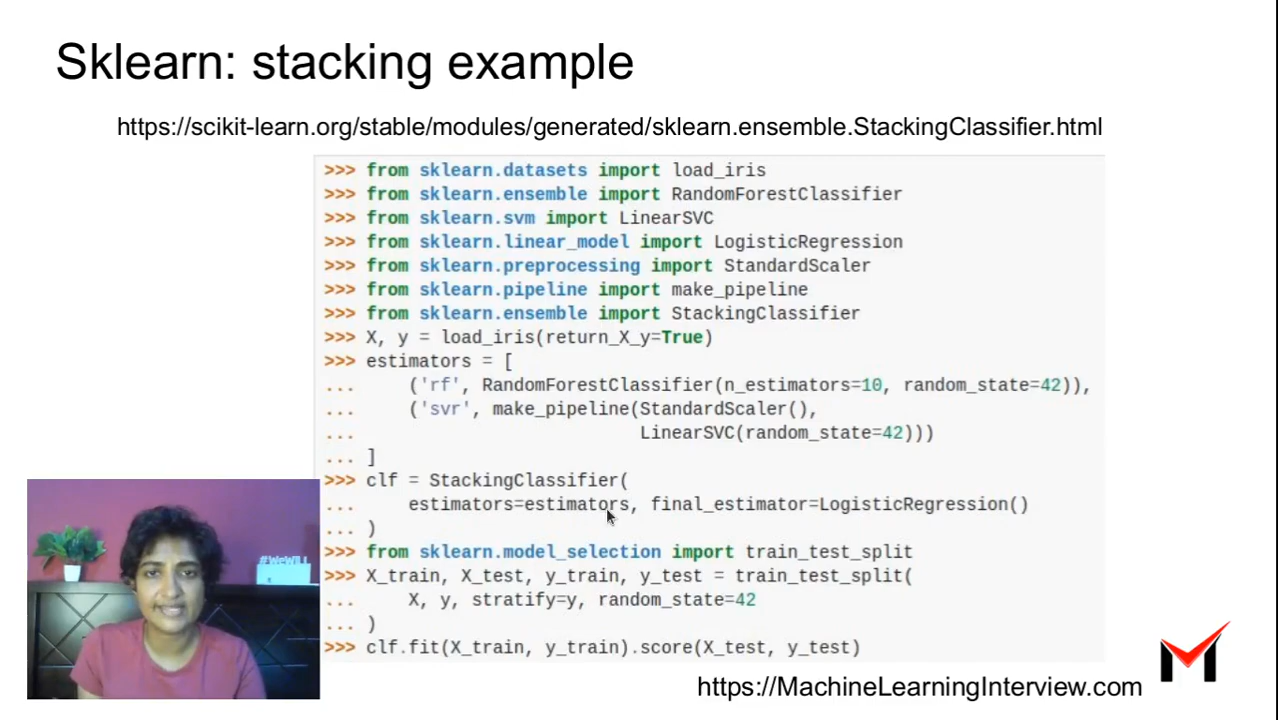 Sklearn: stacking example
https://scikit-learn.org/stable/modules/generated/sklearn.ensemble.StackingClassifier.html
>>> from sklearn.datasets import load_iris
>>> from sklearn.ensemble import RandomForestClassifier
>>> from sklearn.svm import LinearSVC
>>> from sklearn.linear_model import LogisticRegression
>>> from sklearn.preprocessing import StandardScaler
>>> from sklearn.pipeline import make_pipeline
>>> from sklearn.ensemble import StackingClassifier
>>> X, y = load_iris(return_X_y=True)
>>> estimators = [
...     ('rf', RandomForestClassifier(n_estimators=10, random_state=42)),
...     ('svr', make_pipeline(StandardScaler(),
...                           LinearSVC(random_state=42)))
... ]
>>> clf = StackingClassifier(
...     estimators=estimators, final_estimator=LogisticRegression()
... )
>>> from sklearn.model_selection import train_test_split
>>> X_train, X_test, y_train, y_test = train_test_split(
...     X, y, stratify=y, random_state=42
... )
>>> clf.fit(X_train, y_train).score(X_test, y_test)
#WeWiLL
https://MachineLearningInterview.com